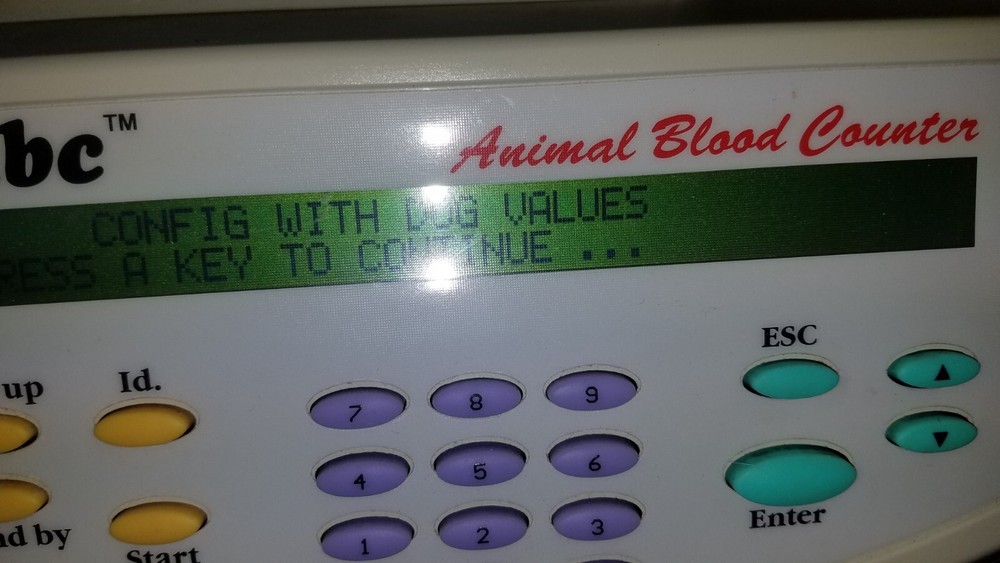 bc™
Animal Blood Counter
CONFIG WITH DOG VALUES
RESS A KEY TO CONTINUE ...
ESC
up
Id.
7
8
9
▲
4
5
6
▼
1
2
3
Enter
nd by
Start